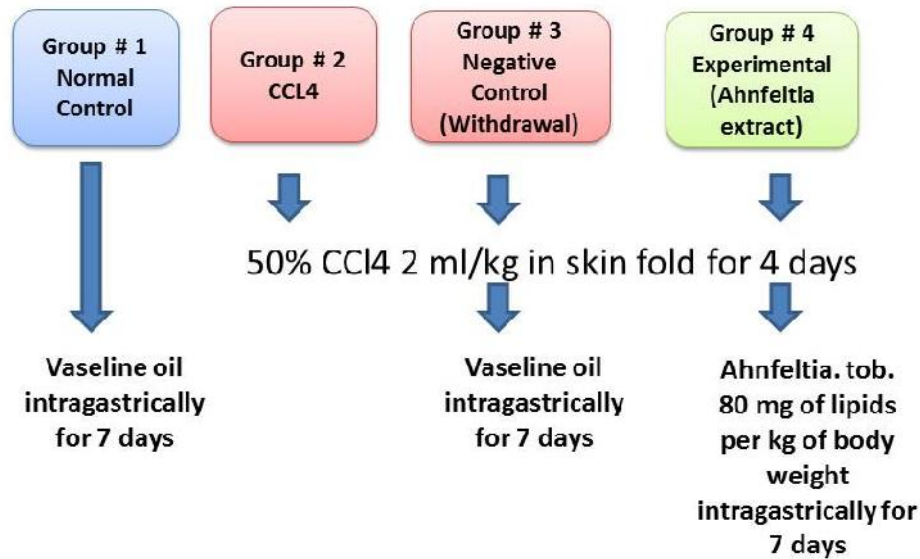 Group # 1
Normal
Control
Group # 2
CCL4
Group # 3
Negative
Control
(Withdrawal)
Group # 4
Experimental
(Ahnfeltla
extract)
50% CCl4 2 ml/kg in skin fold for 4 days
Vaseline oil
intragastrically
for 7 days
Vaseline oil
intragastrically
for 7 days
Ahnfeltia. tob.
80 mg of lipids
per kg of body
weight
intragastrically for
7 days